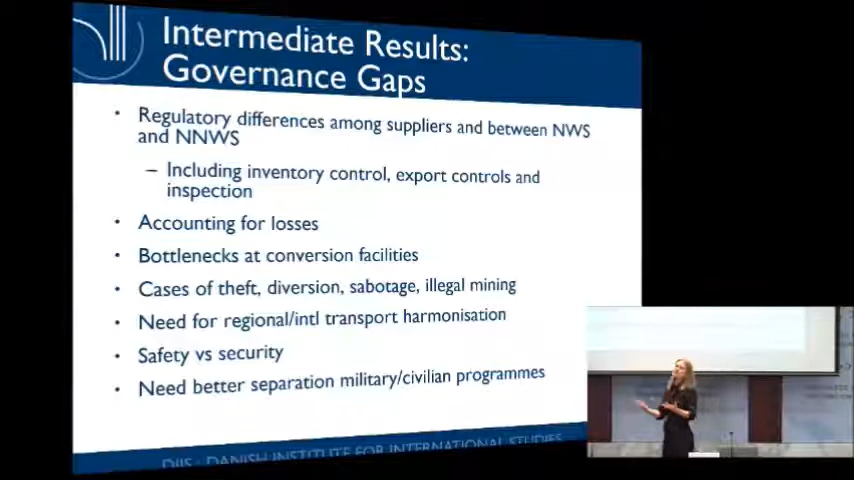 Intermediate Results:
Governance Gaps
• Regulatory differences among suppliers and between NWS
and NNWS
– Including inventory control, export controls and
inspection
• Accounting for losses
• Bottlenecks at conversion facilities
• Cases of theft, diversion, sabotage, illegal mining
• Need for regional/intl transport harmonisation
• Safety vs security
• Need better separation military/civilian programmes
DIIS · DANISH INSTITUTE FOR INTERNATIONAL STUDIES